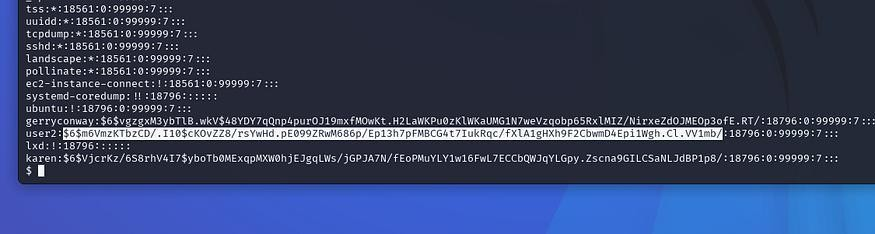 tss:*:18561:0:99999:7:::
uuidd:*:18561:0:99999:7:::
tcpdump:*:18561:0:99999:7:::
sshd:*:18561:0:99999:7:::
landscape:*:18561:0:99999:7:::
pollinate:*:18561:0:99999:7:::
ec2-instance-connect:!:18561:0:99999:7:::
systemd-coredump:!!:18796::::::
ubuntu:!:18796:0:99999:7:::
gerryconway:$6$vgzgxM3ybTlB.wkV$48YDY7qQnp4purOJ19mxfMOwKt.H2LaWKPu0zKlWKaUMG1N7weVzqobp65RxlMIZ/NirxeZdOJMEOp3ofE.RT/:18796:0:99999:7:::
user2:$6$m6VmzKTbzCD/.I10$cKOvZZ8/rsYwHd.pE099ZRwM686p/Ep13h7pFMBCG4t7IukRqc/fXlA1gHXh9F2CbwmD4Epi1Wgh.Cl.VV1mb/:18796:0:99999:7:::
lxd:!:18796::::::
karen:$6$VjcrKz/6S8rhV4I7$yboTb0MExqpMXW0hjEJgqLWs/jGPJA7N/fEoPMuYLY1w16FwL7ECCbQWJqYLGpy.Zscna9GILCSaNLJdBP1p8/:18796:0:99999:7:::
$